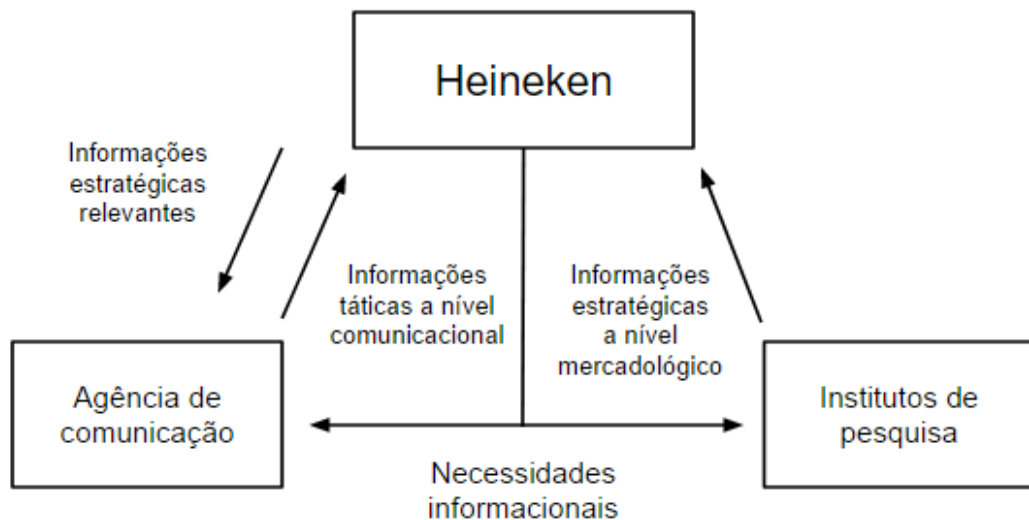 Heineken
Informações
estratégicas
relevantes
Informações
táticas a nível
comunicacional
Informações
estratégicas
a nível
mercadológico
Agência de
comunicação
Institutos de
pesquisa
Necessidades
informacionais